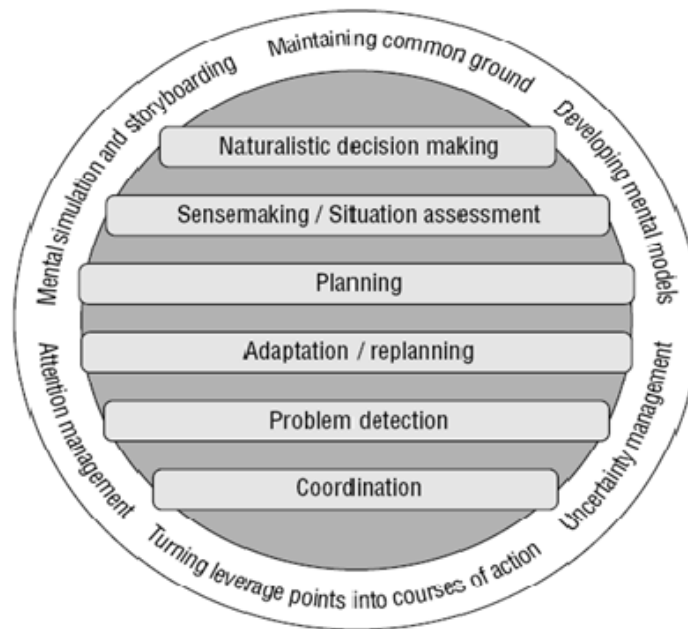 Maintaining common ground
Mental simulation and storyboarding
Developing mental models
Naturalistic decision making
Sensemaking / Situation assessment
Planning
Adaptation / replanning
Problem detection
Coordination
Attention management
Uncertainty management
Turning leverage points into courses of action